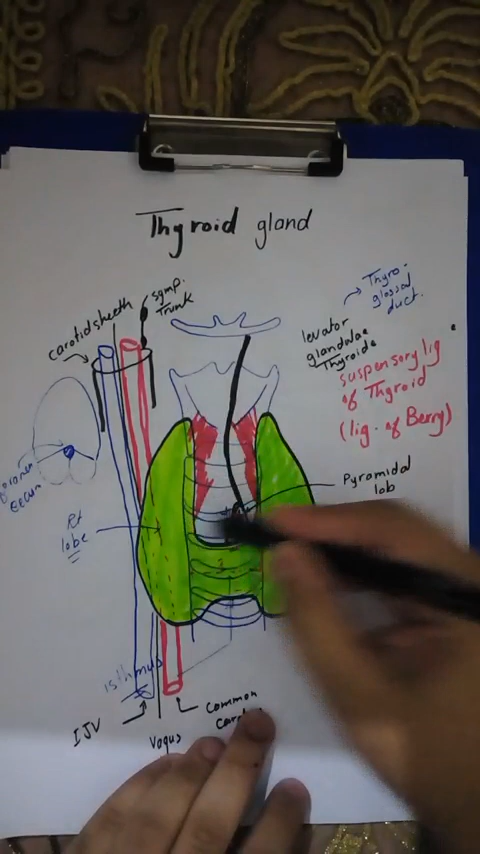 Thyroid gland
symp.
Trunk
carotid sheath
Thyro-
glossal
duct.
levator
glandulae
Thyroide
suspensory lig
of Thyroid
(lig. of Berry)
Pyramidal
lob
Rt
lobe
isthmus
IJV
Vagus
Common